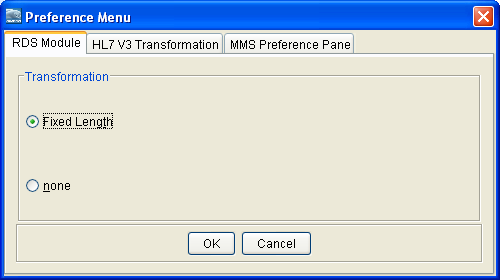 Preference Menu
RDS Module HL7 V3 Transformation MMS Preference Pane
Transformation
Fixed Length
none
OK Cancel